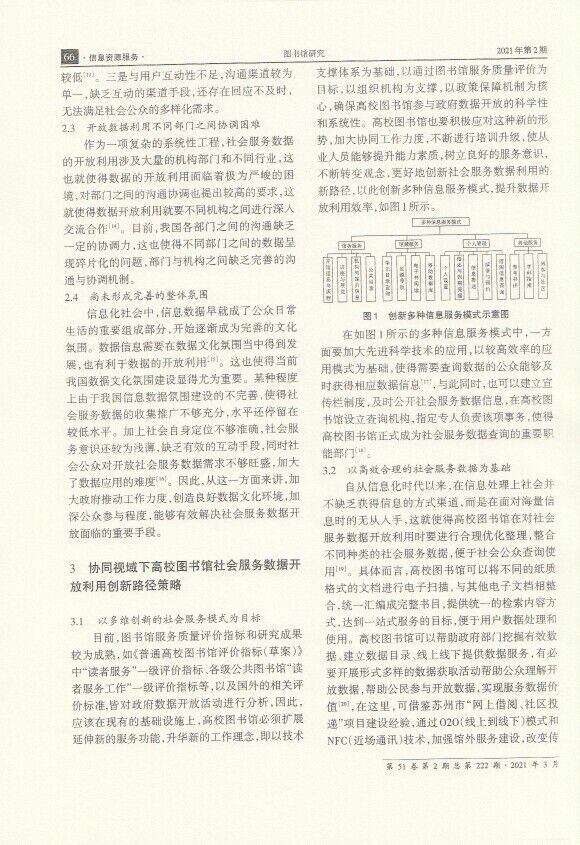 66 ·信息资源服务·
图书馆研究
2021年第2期
较低[13]。三是与用户互动性不足,沟通渠道较为
单一,缺乏互动的渠道手段,还存在回应不及时,
无法满足社会公众的多样化需求。
2.3 开放数据利用不同部门之间协调困难
作为一项复杂的系统性工程,社会服务数据
的开放利用涉及大量的机构部门和不同行业,这
也就使得数据的开放利用面临着极为严峻的困
境,对部门之间的沟通协调也提出较高的要求,这
就使得数据开放利用就要不同机构之间进行深入
交流合作[14]。目前,我国各部门之间的沟通缺乏
一定的协调力,这也使得不同部门之间的数据呈
现碎片化的问题,部门与机构之间缺乏完善的沟
通与协调机制。
2.4 尚未形成完善的整体氛围
信息化社会中,信息数据早就成了公众日常
生活的重要组成部分,开始逐渐成为完善的文化
氛围。数据信息需要在数据文化氛围当中得到发
展,也有利于数据的开放利用[15]。这也使得当前
我国数据文化氛围建设显得尤为重要。某种程度
上由于我国信息数据氛围建设的不完善,使得社
会服务数据的收集推广不够充分,水平还停留在
较低水平。加上社会自身定位不够准确,社会服
务意识还较为浅薄,缺乏有效的互动手段,同时社
会公众对开放社会服务数据需求不够旺盛,加大
了数据应用的难度[16]。因此,从这一方面来讲,加
大政府推动工作力度,创造良好数据文化环境,加
深公众参与程度,能够有效解决社会服务数据开
放面临的重要手段。
3 协同视域下高校图书馆社会服务数据开
放利用创新路径策略
3.1 以多维创新的社会服务模式为目标
目前,图书馆服务质量评价指标和研究成果
较为成熟,如《普通高校图书馆评价指标(草案)》
中“读者服务”一级评价指标、各级公共图书馆“读
者服务工作”一级评价指标等,以及国外的相关评
价标准,皆对政府数据开放活动进行分析,因此,
应该在现有的基础设施上,高校图书馆必须扩展
延伸新的服务功能,升华新的工作理念,即以技术
支撑体系为基础,以通过图书馆服务质量评价为
目标,以组织机构为支撑,以政策保障机制为核
心,确保高校图书馆参与政府数据开放的科学性
和系统性。高校图书馆也要积极应对这种新的形
势,加大协同工作力度,不断进行培训升级,使从
业人员能够提升能力素质,树立良好的服务意识,
不断转变观念,更好地创新社会服务数据利用的
新路径,以此创新多种信息服务模式,提升数据开
放利用效率,如图1所示。
多种信息服务模式
个人管理
其他服务
图1 创新多种信息服务模式示意图
在如图1所示的多种信息服务模式中,一方
面要加大先进科学技术的应用,以较高效率的应
用模式为基础,使得需要查询数据的公众能够及
时获得相应数据信息[17],与此同时,也可以建立宣
传栏制度,及时公开社会服务数据信息,在高校图
书馆设立查询机构,指定专人负责该项事务,使得
高校图书馆正式成为社会服务数据查询的重要职
能部门[18]。
3.2 以高效合理的社会服务数据为基础
自从信息化时代以来,在信息处理上社会并
不缺乏获得信息的方式渠道,而是在面对海量信
息时的无从入手,这就使得高校图书馆在对社会
服务数据开放利用时要进行合理优化整理,整合
不同种类的社会服务数据,便于社会公众查询使
用[19]。具体而言,高校图书馆可以将不同的纸质
格式的文档进行电子扫描,与其他电子文档相整
合,统一汇编成完整书目,提供统一的检索内容方
式,达到一站式服务的目标,便于用户数据处理和
使用。高校图书馆可以帮助政府部门挖掘有效数
据、建立数据目录、线上线下提供数据服务,有必
要开展形式多样的数据获取活动帮助公众理解开
放数据,帮助公民参与开放数据,实现服务数据价
值[20],在这里,可借鉴苏州市“网上借阅、社区投
递”项目建设经验,通过O2O(线上到线下)模式和
NFC(近场通讯)技术,加强馆外服务建设,改变传
第51卷第2期总第222期·2021年3月